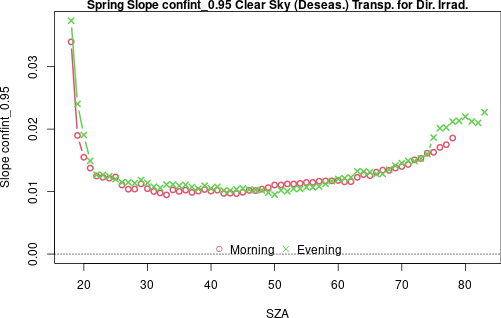 Spring Slope confint_0.95 Clear Sky (Deseas.) Transp. for Dir. Irrad.
Slope confint_0.95
0.03
0.02
0.01
0.00
Morning Evening
20 30 40 50 60 70 80
SZA